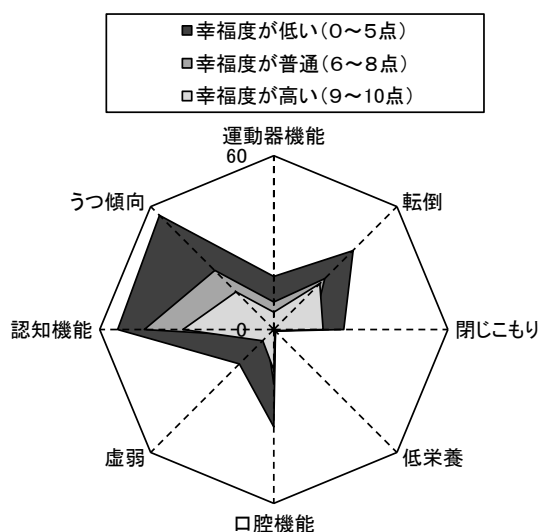 ■幸福度が低い(0~5点)
■幸福度が普通(6~8点)
□幸福度が高い(9~10点)
運動器機能
60
うつ傾向
転倒
認知機能
0
閉じこもり
虚弱
低栄養
口腔機能